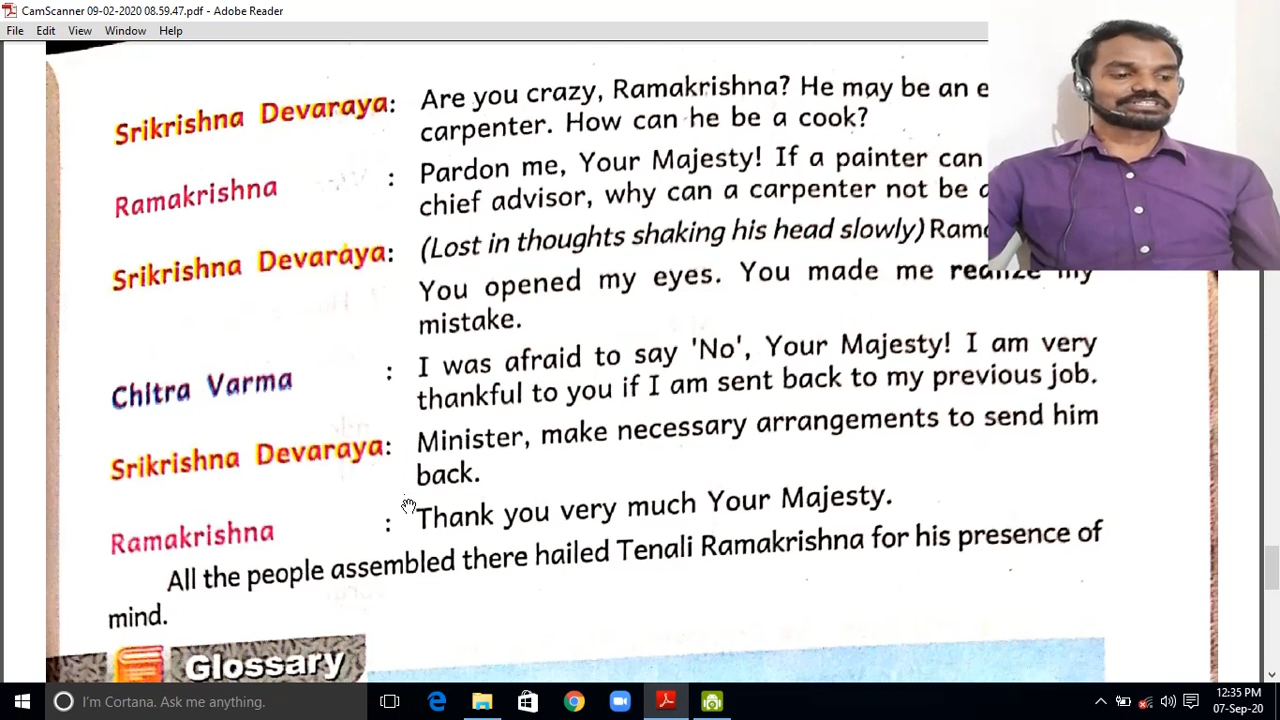 CamScanner 09-02-2020 08.59.47.pdf - Adobe Reader
File Edit View Window Help
Srikrishna Devaraya: Are you crazy, Ramakrishna? He may be an
carpenter. How can he be a cook?
Ramakrishna : Pardon me, Your Majesty! If a painter can
chief advisor, why can a carpenter not be
Srikrishna Devaraya: (Lost in thoughts shaking his head slowly)
You opened my eyes. You made me realize my
mistake.
Chitra Varma : I was afraid to say 'No', Your Majesty! I am very
thankful to you if I am sent back to my previous job.
Srikrishna Devaraya: Minister, make necessary arrangements to send him
back.
Ramakrishna : Thank you very much Your Majesty.
All the people assembled there hailed Tenali Ramakrishna for his presence of
mind.
Glossary
I'm Cortana. Ask me anything.
12:35 PM
07-Sep-20